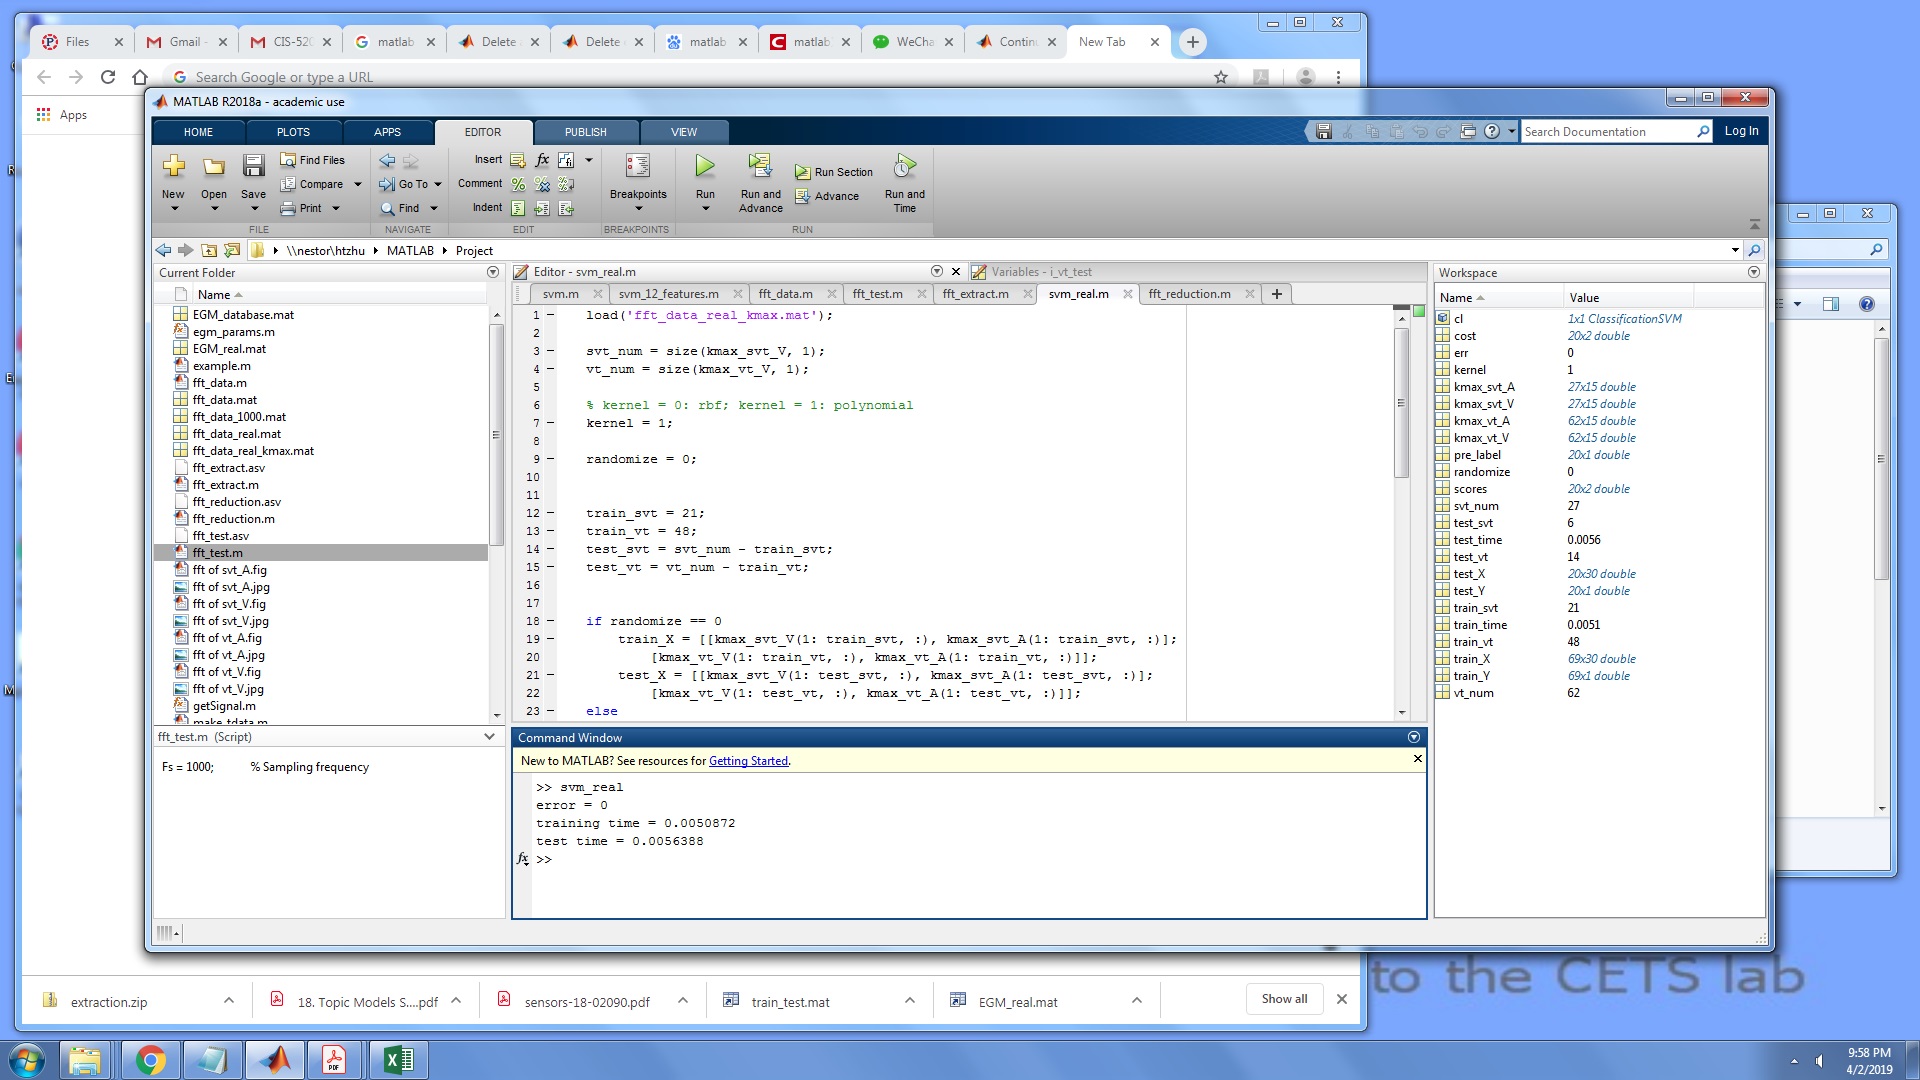 Files
Gmail -
CIS-520
matlab
Delete
Delete
matlab
matlab
WeCha
Continu
New Tab
Search Google or type a URL
Apps
MATLAB R2018a - academic use
HOME
PLOTS
APPS
EDITOR
PUBLISH
VIEW
Search Documentation
Log In
New
Open
Save
Find Files
Compare
Print
Go To
Find
Insert
Comment
Indent
fx
Breakpoints
Run
Run and Advance
Run Section
Advance
Run and Time
FILE
NAVIGATE
EDIT
BREAKPOINTS
RUN
\\nestor\htzhu
MATLAB
Project
Current Folder
Name
EGM_database.mat
egm_params.m
EGM_real.mat
example.m
fft_data.m
fft_data.mat
fft_data_1000.mat
fft_data_real.mat
fft_data_real_kmax.mat
fft_extract.asv
fft_extract.m
fft_reduction.asv
fft_reduction.m
fft_test.asv
fft_test.m
fft of svt_A.fig
fft of svt_A.jpg
fft of svt_V.fig
fft of svt_V.jpg
fft of vt_A.fig
fft of vt_A.jpg
fft of vt_V.fig
fft of vt_V.jpg
getSignal.m
make_tdata.m
fft_test.m (Script)
Fs = 1000; % Sampling frequency
Editor - svm_real.m
Variables - i_vt_test
svm.m
svm_12_features.m
fft_data.m
fft_test.m
fft_extract.m
svm_real.m
fft_reduction.m
1 load('fft_data_real_kmax.mat');
2
3 svt_num = size(kmax_svt_V, 1);
4 vt_num = size(kmax_vt_V, 1);
5
6 % kernel = 0: rbf; kernel = 1: polynomial
7 kernel = 1;
8
9 randomize = 0;
10
11
12 train_svt = 21;
13 train_vt = 48;
14 test_svt = svt_num - train_svt;
15 test_vt = vt_num - train_vt;
16
17
18 if randomize == 0
19 train_X = [[kmax_svt_V(1: train_svt, :), kmax_svt_A(1: train_svt, :)];
20 [kmax_vt_V(1: train_vt, :), kmax_vt_A(1: train_vt, :)]];
21 test_X = [[kmax_svt_V(1: test_svt, :), kmax_svt_A(1: test_svt, :)];
22 [kmax_vt_V(1: test_vt, :), kmax_vt_A(1: test_vt, :)]];
23 else
Command Window
New to MATLAB? See resources for Getting Started.
>> svm_real
error = 0
training time = 0.0050872
test time = 0.0056388
fx >>
Workspace
Name Value
cl 1x1 ClassificationSVM
cost 20x2 double
err 0
kernel 1
kmax_svt_A 27x15 double
kmax_svt_V 27x15 double
kmax_vt_A 62x15 double
kmax_vt_V 62x15 double
pre_label 20x1 double
randomize 0
scores 20x2 double
svt_num 27
test_svt 6
test_time 0.0056
test_vt 14
test_X 20x30 double
test_Y 20x1 double
train_svt 21
train_time 0.0051
train_vt 48
train_X 69x30 double
train_Y 69x1 double
vt_num 62
to the CETS lab
extraction.zip
18. Topic Models S....pdf
sensors-18-02090.pdf
train_test.mat
EGM_real.mat
Show all
9:58 PM
4/2/2019